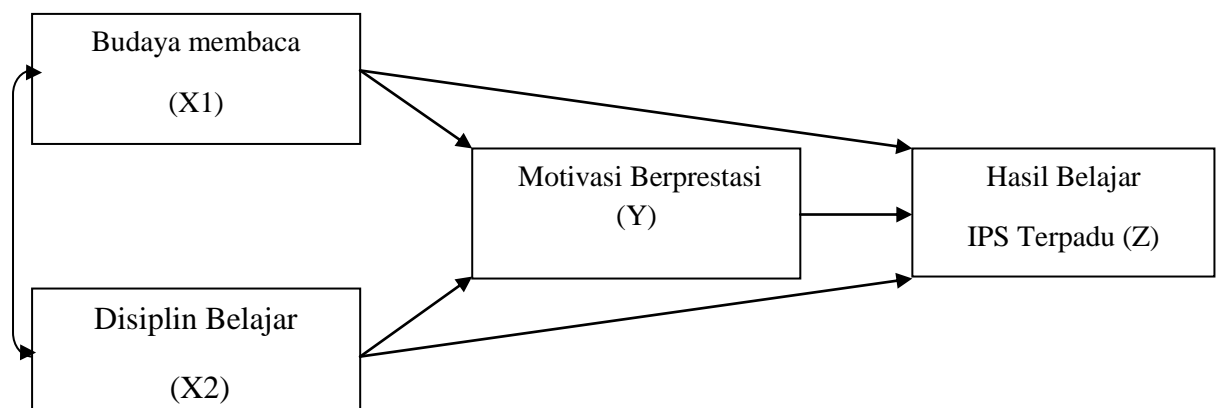 Budaya membaca
(X1)
Motivasi Berprestasi
(Y)
Hasil Belajar
IPS Terpadu (Z)
Disiplin Belajar
(X2)